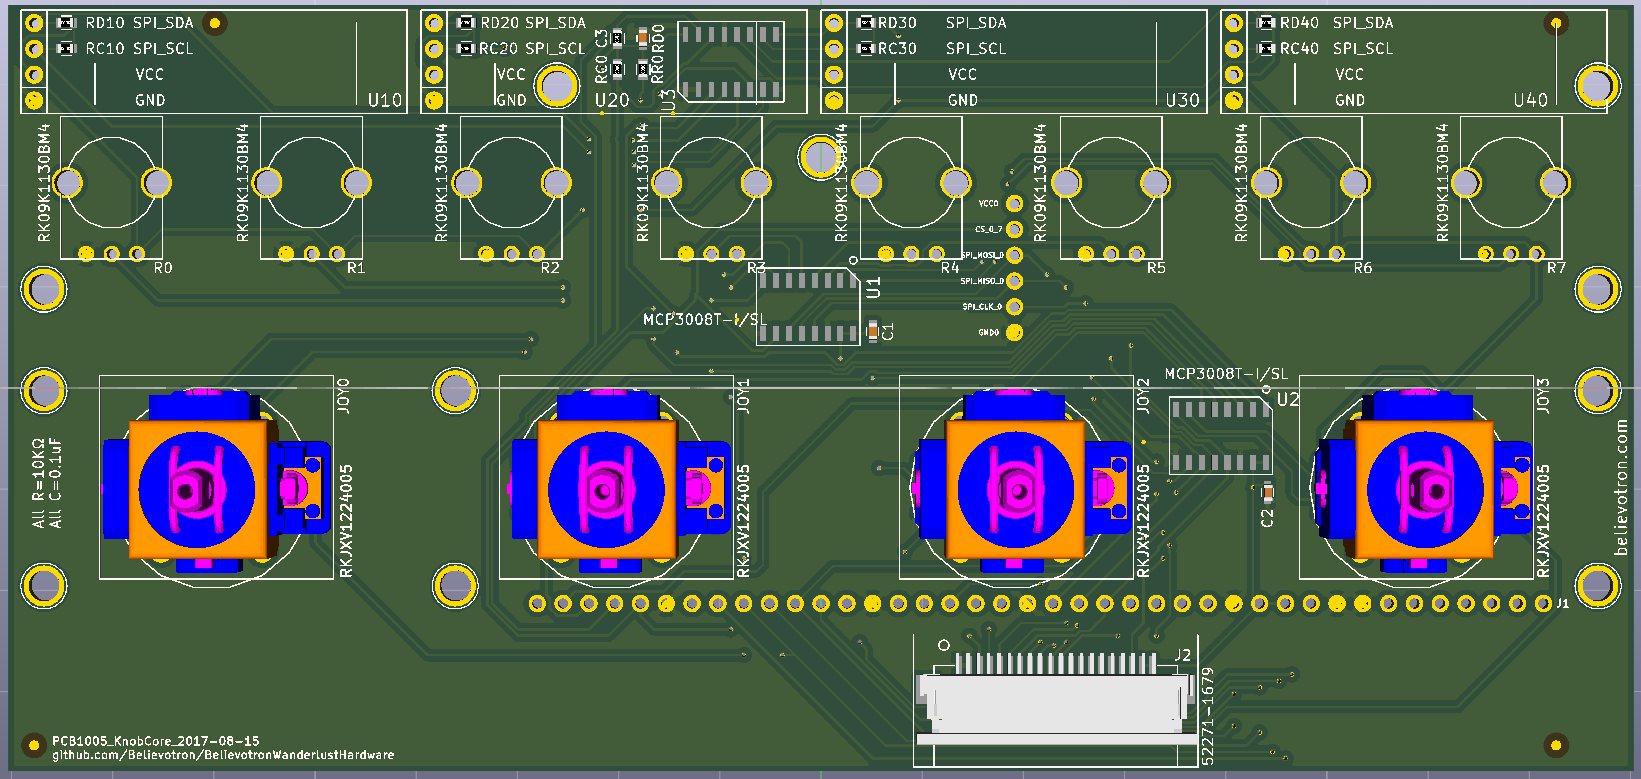 RD10 SPI_SDA
RC10 SPI_SCL
VCC
GND
U10
RD20 SPI_SDA
RC20 SPI_SCL
VCC
GND
U20
C3
RD0
RC0
RR0
U3
RD30 SPI_SDA
RC30 SPI_SCL
VCC
GND
U30
RD40 SPI_SDA
RC40 SPI_SCL
VCC
GND
U40
RK09K1130BM4
R0
RK09K1130BM4
R1
RK09K1130BM4
R2
RK09K1130BM4
R3
RK09K1130BM4
R4
RK09K1130BM4
R5
RK09K1130BM4
R6
RK09K1130BM4
R7
VCC0
CS_0_7
SPI_MOSI_0
SPI_MISO_0
SPI_CLK_0
GND0
U1
MCP3008T-I/SL
C1
MCP3008T-I/SL
U2
C2
JOY0
RKJXV1224005
JOY1
RKJXV1224005
JOY2
RKJXV1224005
JOY3
RKJXV1224005
All R=10KΩ
All C=0.1uF
believotron.com
J1
J2
52271-1679
PCB1005_KnobCore_2017-08-15
github.com/Believotron/BelievotronWanderlustHardware